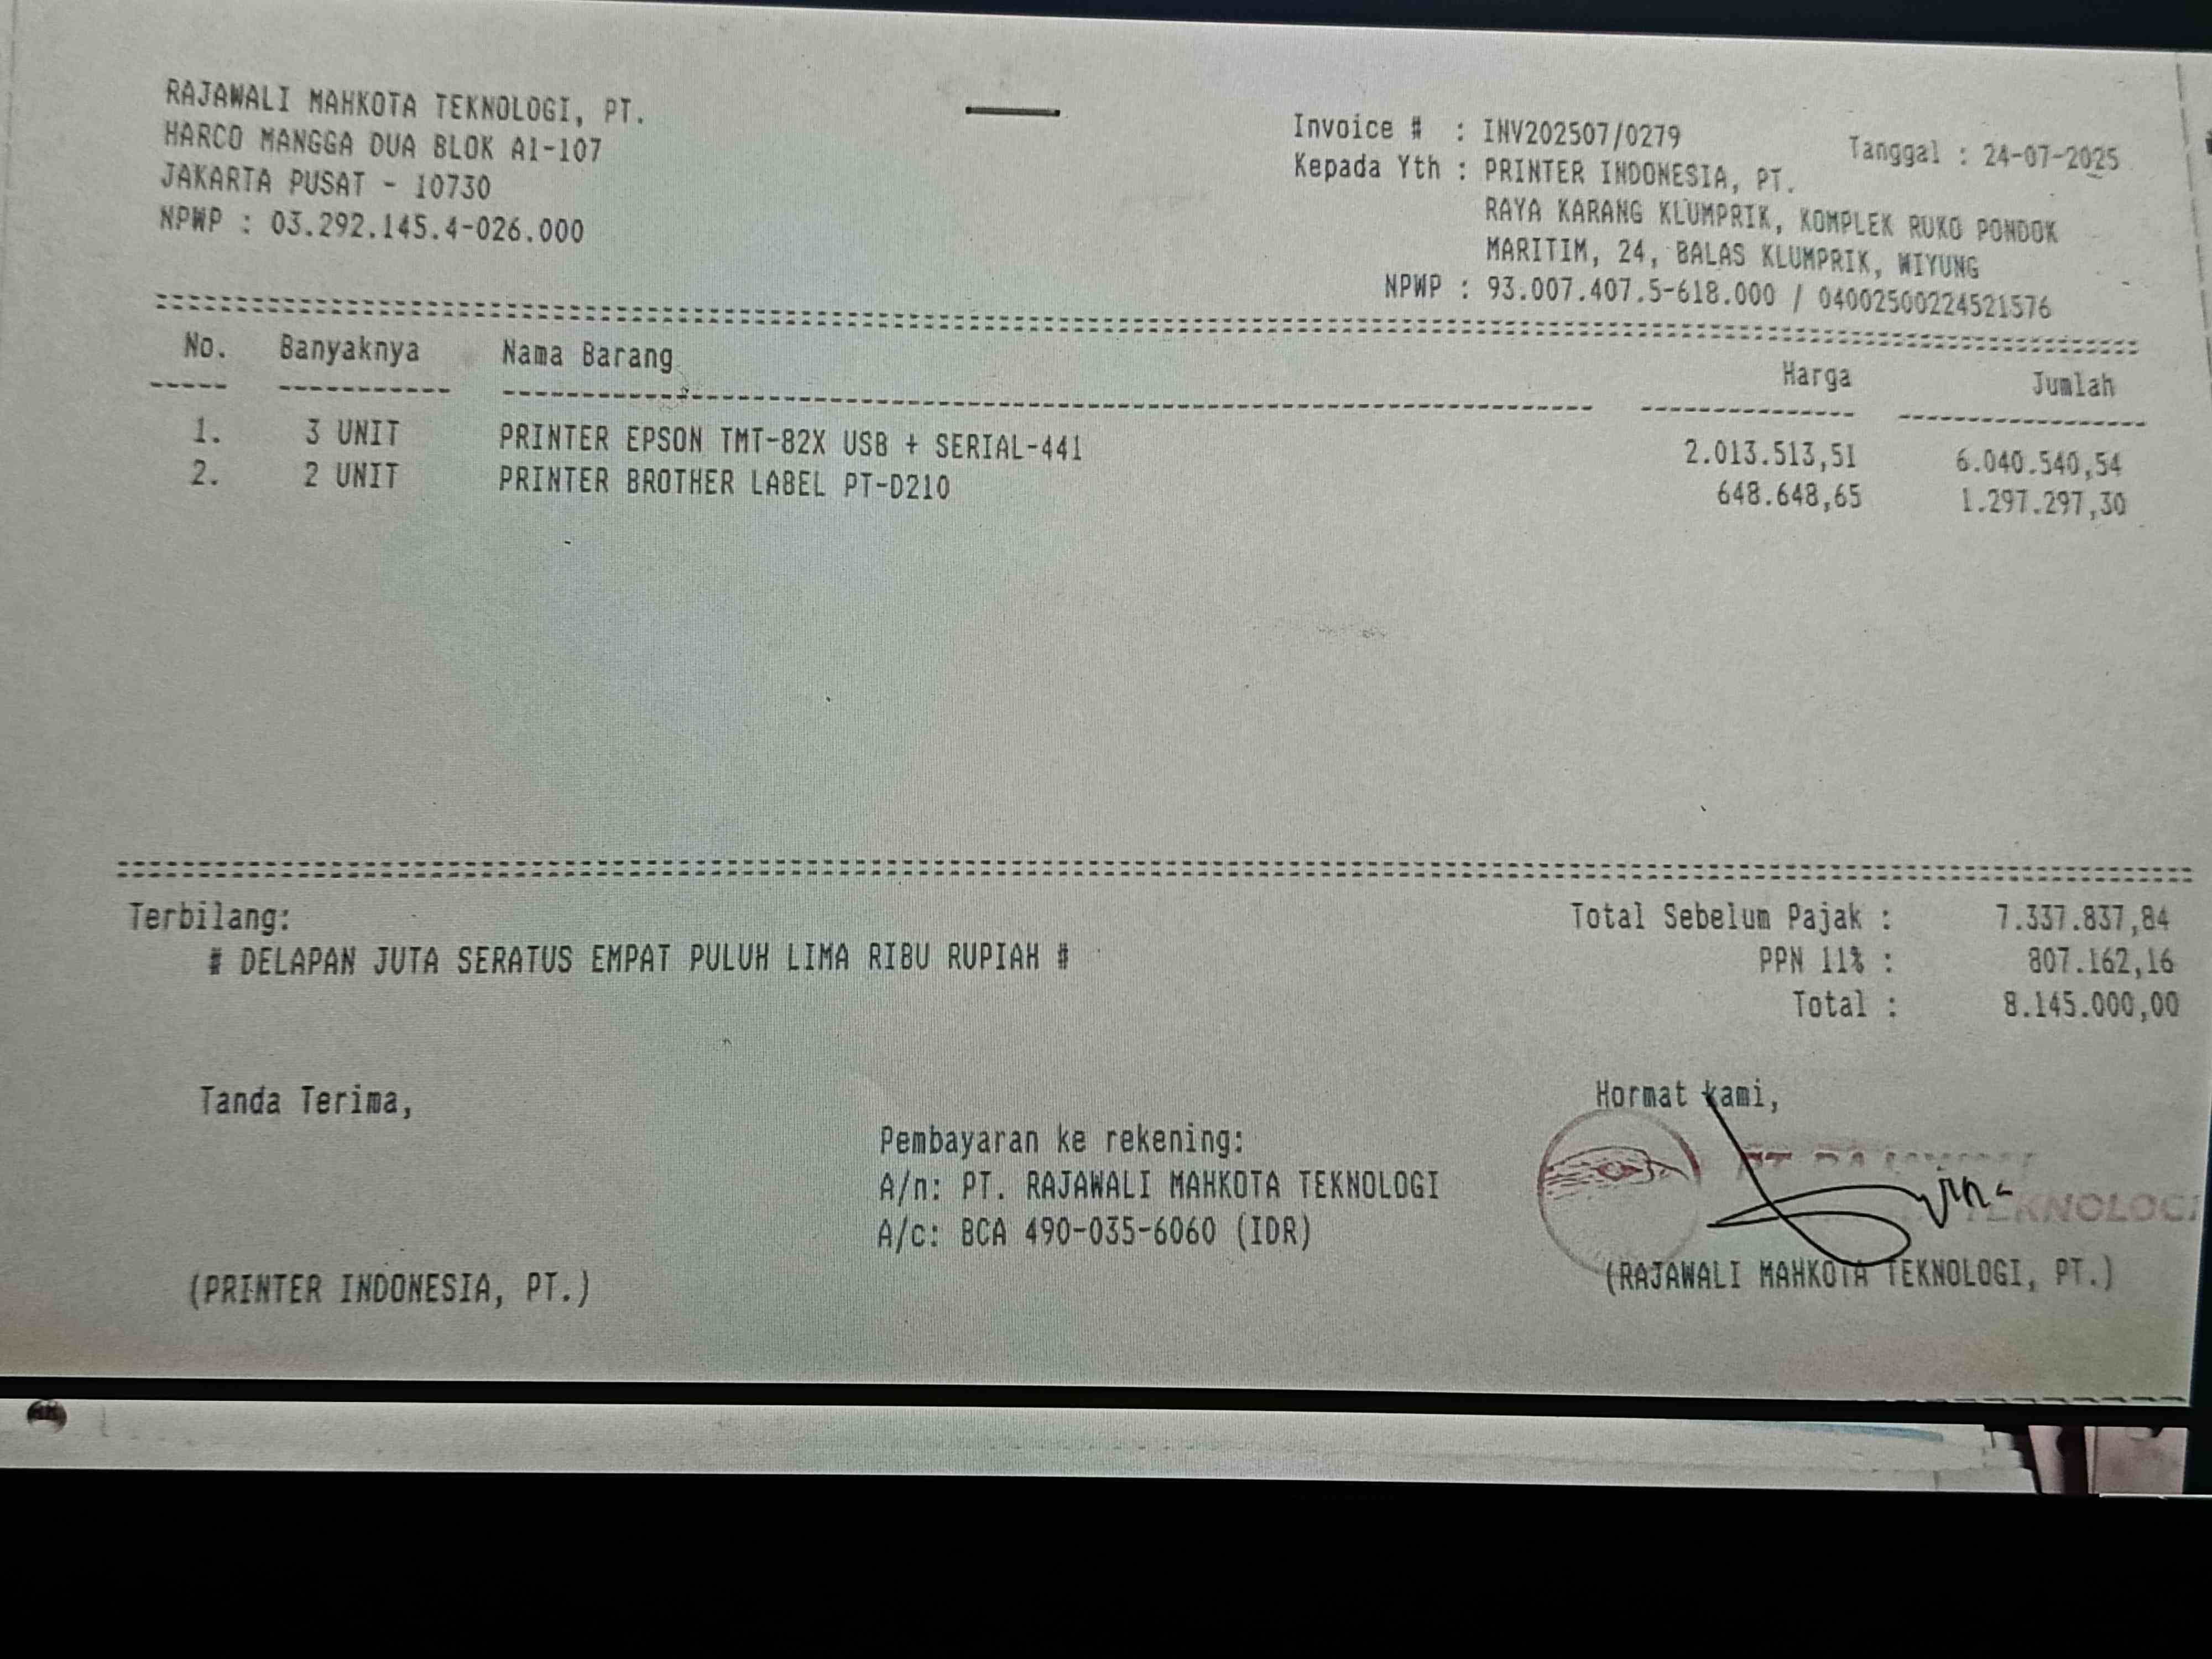 RAJAWALI MAHKOTA TEKNOLOGI, PT.
HARCO MANGGA DUA BLOK A1-107
JAKARTA PUSAT - 10730
NPWP : 03.292.145.4-026.000
Invoice # : INV202507/0279 Tanggal : 24-07-2025
Kepada Yth : PRINTER INDONESIA, PT.
RAYA KARANG KLUMPRIK, KOMPLEK RUKO PONDOK
MARITIM, 24, BALAS KLUMPRIK, WIYUNG
NPWP : 93.007.407.5-618.000 / 04002500224521576
No. Banyaknya Nama Barang Harga Jumlah
1. 3 UNIT PRINTER EPSON TMT-82X USB + SERIAL-441 2.013.513,51 6.040.540,54
2. 2 UNIT PRINTER BROTHER LABEL PT-D210 648.648,65 1.297.297,30
Terbilang:
# DELAPAN JUTA SERATUS EMPAT PULUH LIMA RIBU RUPIAH #
Total Sebelum Pajak : 7.337.837,84
PPN 11% : 807.162,16
Total : 8.145.000,00
Tanda Terima,
(PRINTER INDONESIA, PT.)
Pembayaran ke rekening:
A/n: PT. RAJAWALI MAHKOTA TEKNOLOGI
A/c: BCA 490-035-6060 (IDR)
Hormat kami,
PT RAJAWALI
TEKNOLOGI
(RAJAWALI MAHKOTA TEKNOLOGI, PT.)